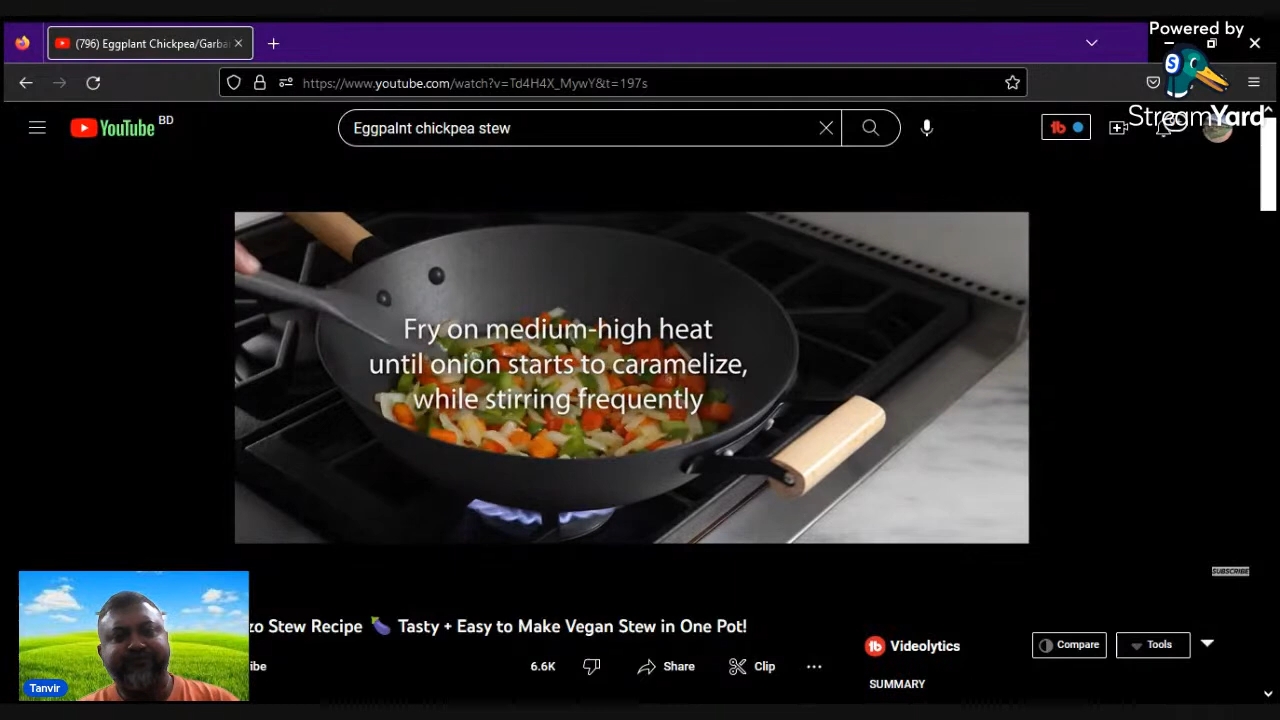 Powered by
StreamYard
(796) Eggplant Chickpea/Garba
https://www.youtube.com/watch?v=Td4H4X_MywY&t=197s
YouTube BD
Eggpalnt chickpea stew
Fry on medium-high heat
until onion starts to caramelize,
while stirring frequently
SUBSCRIBE
zo Stew Recipe 🍆 Tasty + Easy to Make Vegan Stew in One Pot!
ibe
6.6K
Share
Clip
Videolytics
Compare
Tools
SUMMARY
Tanvir